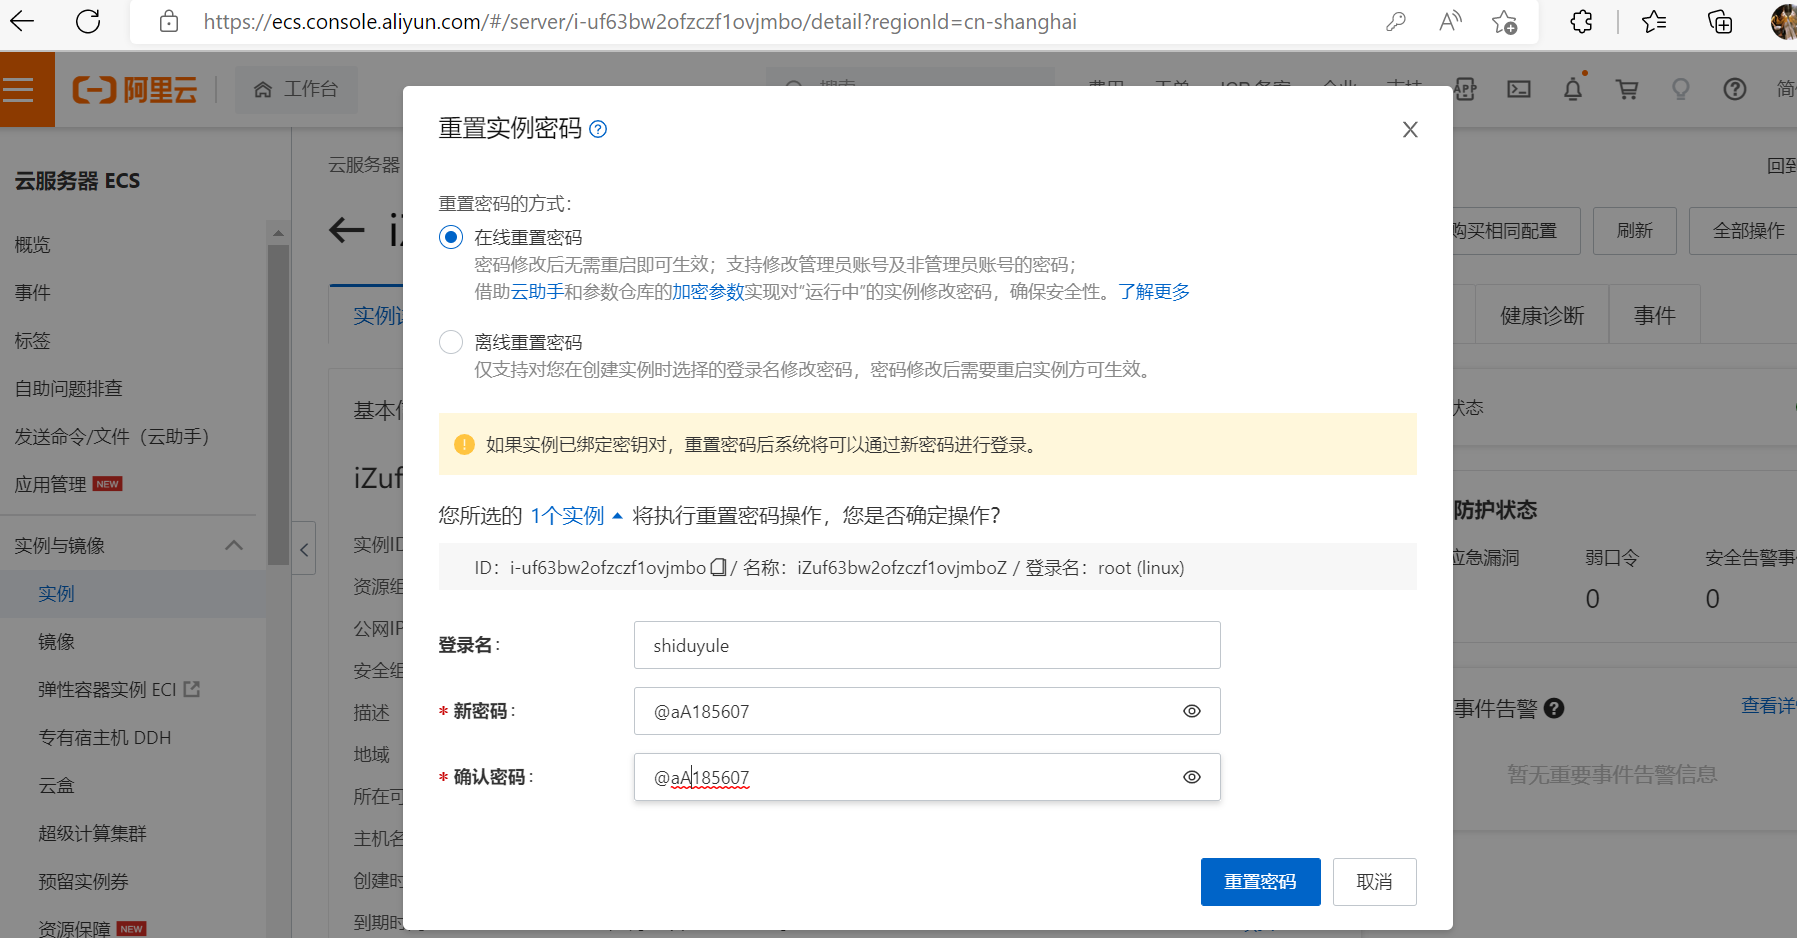 https://ecs.console.aliyun.com/#/server/i-uf63bw2ofzczf1ovjmbo/detail?regionId=cn-shanghai
阿里云
工作台
搜索
费用 工单 ICP 备案 企业 支持
APP
简
云服务器 ECS
概览
事件
标签
自助问题排查
发送命令/文件（云助手）
应用管理 NEW
实例与镜像
实例
镜像
弹性容器实例 ECI
专有宿主机 DDH
云盒
超级计算集群
预留实例券
资源保障 NEW
云服务器
回到
购买相同配置
刷新
全部操作
实例详
健康诊断
事件
基本信
iZuf
实例ID
资源组
公网IP
安全组
描述
地域
所在可
主机名
创建时
到期时
重置实例密码
重置密码的方式：
在线重置密码
密码修改后无需重启即可生效；支持修改管理员账号及非管理员账号的密码；
借助云助手和参数仓库的加密参数实现对“运行中”的实例修改密码，确保安全性。了解更多
离线重置密码
仅支持对您在创建实例时选择的登录名修改密码，密码修改后需要重启实例方可生效。
如果实例已绑定密钥对，重置密码后系统将可以通过新密码进行登录。
您所选的 1个实例 将执行重置密码操作，您是否确定操作？
ID：i-uf63bw2ofzczf1ovjmbo / 名称：iZuf63bw2ofzczf1ovjmboZ / 登录名：root (linux)
登录名：
shiduyule
* 新密码：
@aA185607
* 确认密码：
@aA185607
重置密码
取消
状态
防护状态
应急漏洞
弱口令
安全告警事
0
0
事件告警
查看详
暂无重要事件告警信息